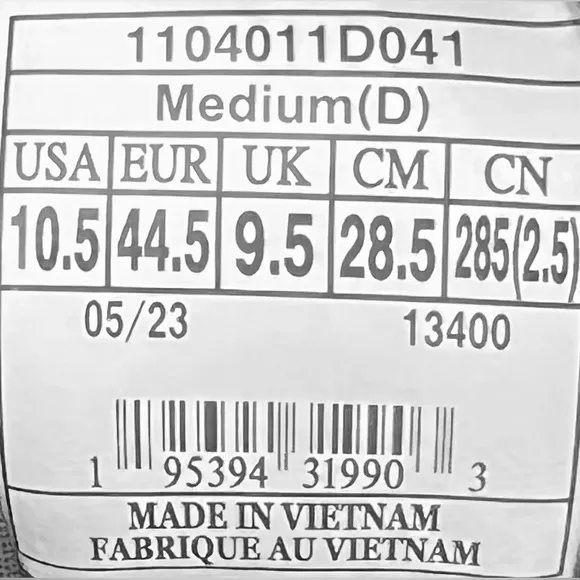 1104011D041
Medium(D)
USA EUR UK CM CN
10.5 44.5 9.5 28.5 285(2.5)
05/23 13400
1 95394 31990 3
MADE IN VIETNAM
FABRIQUE AU VIETNAM